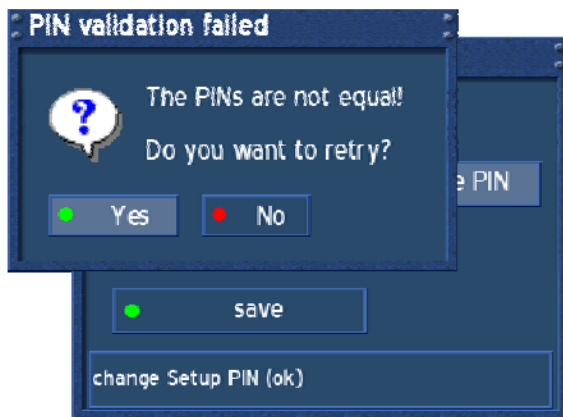 PIN validation failed
The PINs are not equal!
Do you want to retry?
Yes
No
e PIN
save
change Setup PIN (ok)